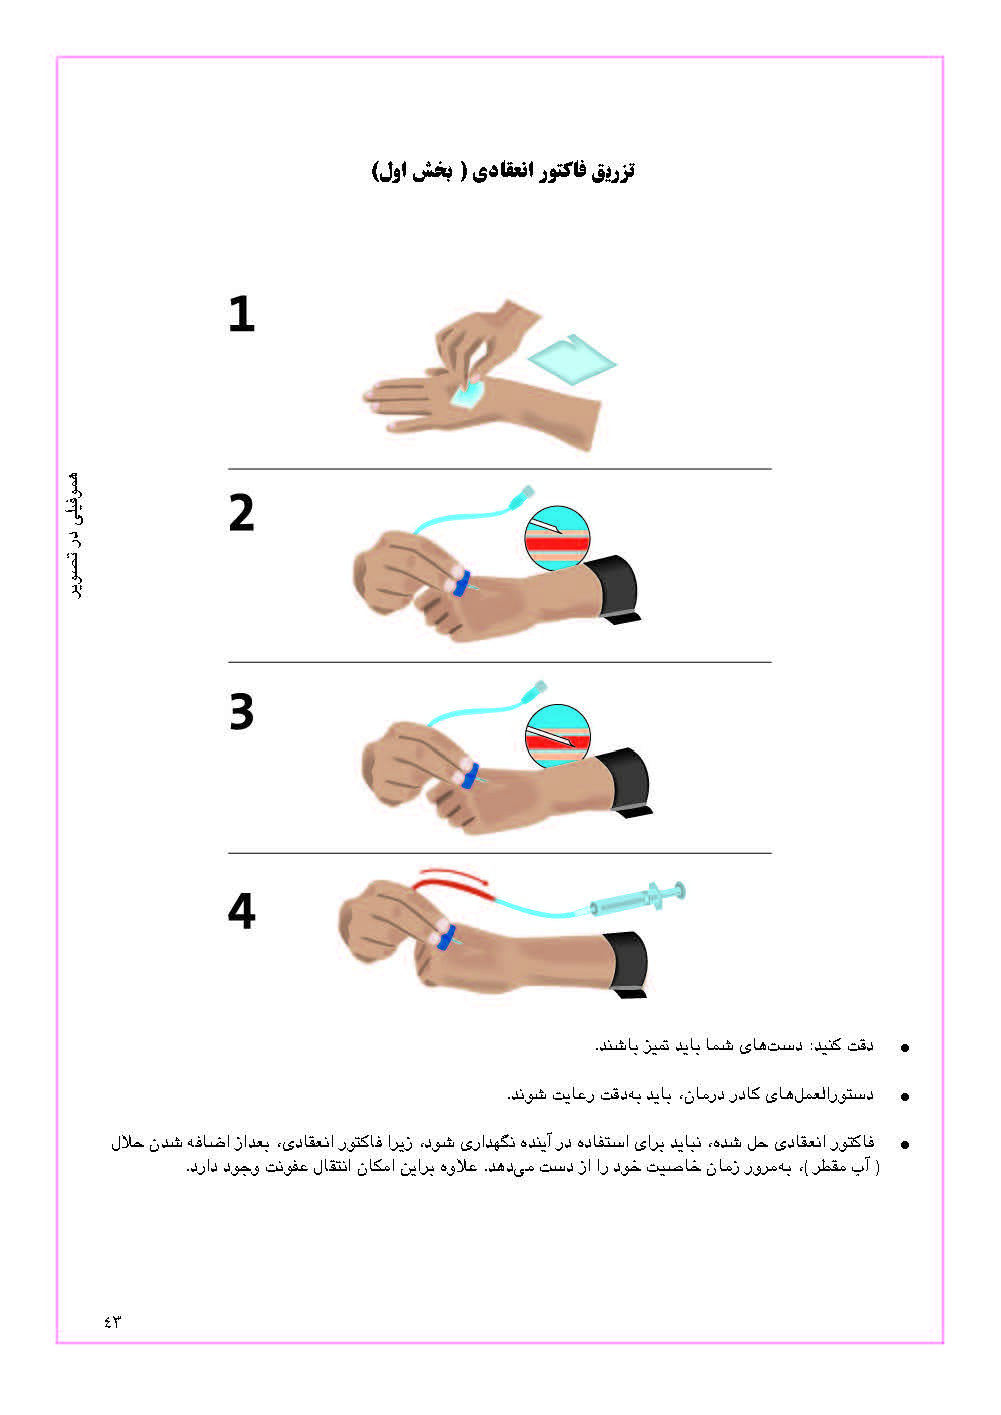 تزریق فاکتور انعقادی ( بخش اول)
1
2
3
4
هموفیلی در تصویر
دقت کنید: دست‌های شما باید تمیز باشند.
دستورالعمل‌های کادر درمان، باید به‌دقت رعایت شوند.
فاکتور انعقادی حل شده، نباید برای استفاده در آینده نگهداری شود، زیرا فاکتور انعقادی، بعداز اضافه شدن حلال
( آب مقطر )، به‌مرور زمان خاصیت خود را از دست می‌دهد. علاوه براین امکان انتقال عفونت وجود دارد.
٤٣